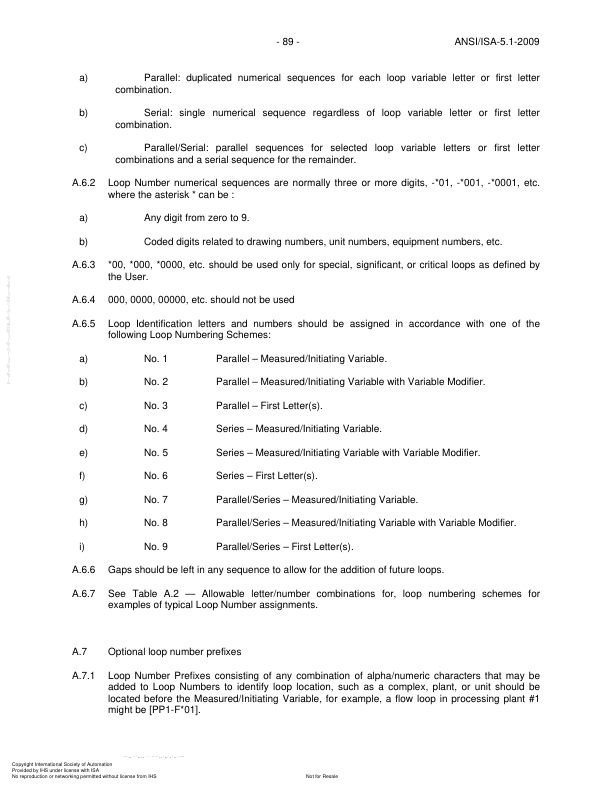 - 89 - ANSI/ISA-5.1-2009
a) Parallel: duplicated numerical sequences for each loop variable letter or first letter
combination.
b) Serial: single numerical sequence regardless of loop variable letter or first letter
combination.
c) Parallel/Serial: parallel sequences for selected loop variable letters or first letter
combinations and a serial sequence for the remainder.
A.6.2 Loop Number numerical sequences are normally three or more digits, -*01, -*001, -*0001, etc.
where the asterisk * can be :
a) Any digit from zero to 9.
b) Coded digits related to drawing numbers, unit numbers, equipment numbers, etc.
A.6.3 *00, *000, *0000, etc. should be used only for special, significant, or critical loops as defined by
the User.
A.6.4 000, 0000, 00000, etc. should not be used
A.6.5 Loop Identification letters and numbers should be assigned in accordance with one of the
following Loop Numbering Schemes:
a) No. 1 Parallel – Measured/Initiating Variable.
b) No. 2 Parallel – Measured/Initiating Variable with Variable Modifier.
c) No. 3 Parallel – First Letter(s).
d) No. 4 Series – Measured/Initiating Variable.
e) No. 5 Series – Measured/Initiating Variable with Variable Modifier.
f) No. 6 Series – First Letter(s).
g) No. 7 Parallel/Series – Measured/Initiating Variable.
h) No. 8 Parallel/Series – Measured/Initiating Variable with Variable Modifier.
i) No. 9 Parallel/Series – First Letter(s).
A.6.6 Gaps should be left in any sequence to allow for the addition of future loops.
A.6.7 See Table A.2 — Allowable letter/number combinations for, loop numbering schemes for
examples of typical Loop Number assignments.
A.7 Optional loop number prefixes
A.7.1 Loop Number Prefixes consisting of any combination of alpha/numeric characters that may be
added to Loop Numbers to identify loop location, such as a complex, plant, or unit should be
located before the Measured/Initiating Variable, for example, a flow loop in processing plant #1
might be [PP1-F*01].
Copyright International Society of Automation
Provided by IHS under license with ISA
No reproduction or networking permitted without license from IHS Not for Resale